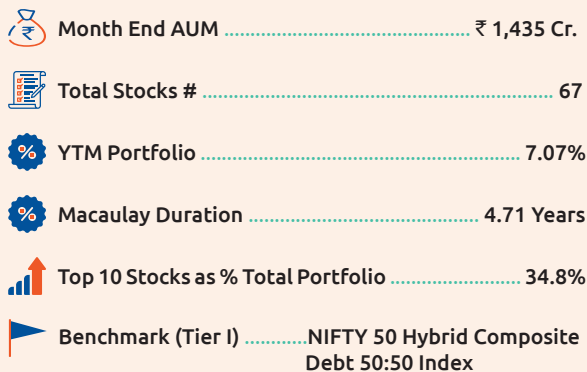 Month End AUM ........................................... ₹ 1,435 Cr.
Total Stocks # .............................................................. 67
YTM Portfolio ....................................................... 7.07%
Macaulay Duration ........................................ 4.71 Years
Top 10 Stocks as % Total Portfolio ....................... 34.8%
Benchmark (Tier I) ...........NIFTY 50 Hybrid Composite
Debt 50:50 Index